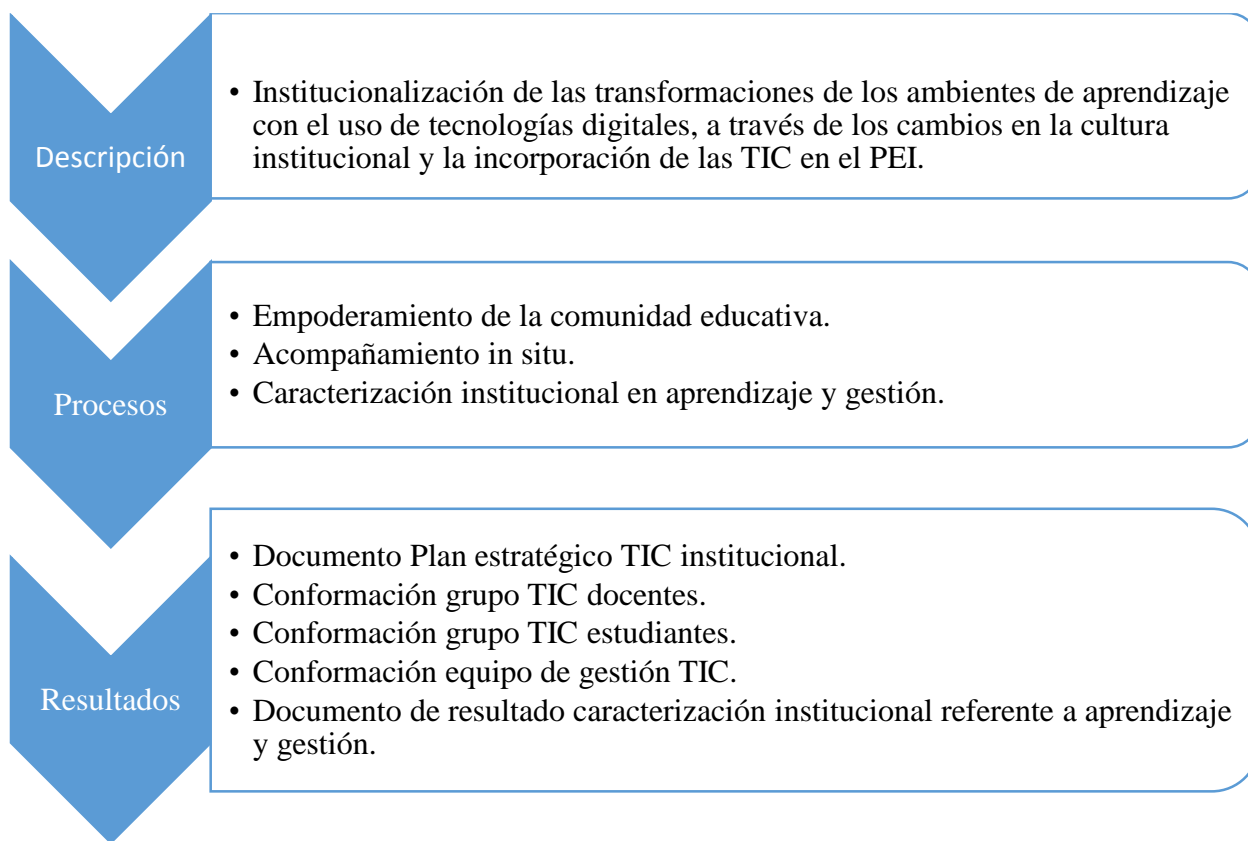 Descripción
• Institucionalización de las transformaciones de los ambientes de aprendizaje
con el uso de tecnologías digitales, a través de los cambios en la cultura
institucional y la incorporación de las TIC en el PEI.
Procesos
• Empoderamiento de la comunidad educativa.
• Acompañamiento in situ.
• Caracterización institucional en aprendizaje y gestión.
Resultados
• Documento Plan estratégico TIC institucional.
• Conformación grupo TIC docentes.
• Conformación grupo TIC estudiantes.
• Conformación equipo de gestión TIC.
• Documento de resultado caracterización institucional referente a aprendizaje
y gestión.